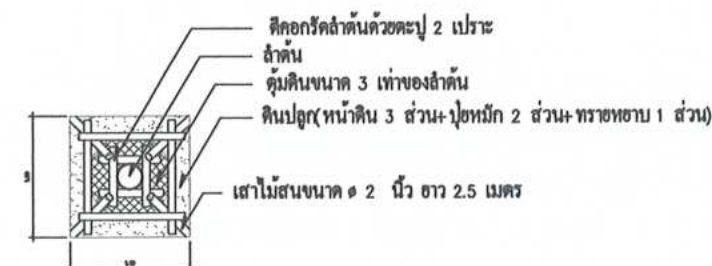 ตีคอกรัดลำต้นด้วยตะปู 2 เปราะ
ลำต้น
ตุ้มดินขนาด 3 เท่าของลำต้น
ดินปลูก(หน้าดิน 3 ส่วน+ปุ๋ยหมัก 2 ส่วน+ทรายหยาบ 1 ส่วน)
เสาไม้สนขนาด ø 2 นิ้ว ยาว 2.5 เมตร